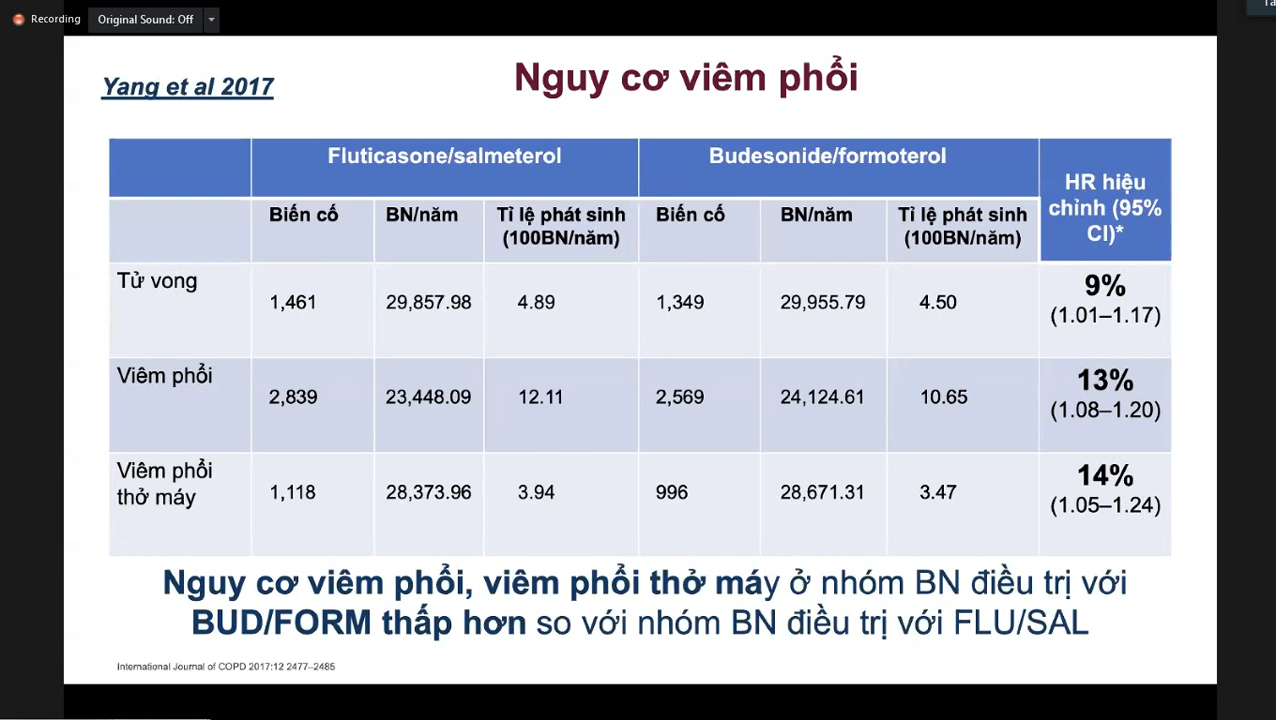 Recording
Original Sound: Off
Ta
Yang et al 2017
Nguy cơ viêm phổi
Fluticasone/salmeterol
Budesonide/formoterol
HR hiệu
chỉnh (95%
CI)*
Biến cố
BN/năm
Tỉ lệ phát sinh
(100BN/năm)
Biến cố
BN/năm
Tỉ lệ phát sinh
(100BN/năm)
Tử vong
1,461
29,857.98
4.89
1,349
29,955.79
4.50
9%
(1.01–1.17)
Viêm phổi
2,839
23,448.09
12.11
2,569
24,124.61
10.65
13%
(1.08–1.20)
Viêm phổi
thở máy
1,118
28,373.96
3.94
996
28,671.31
3.47
14%
(1.05–1.24)
Nguy cơ viêm phổi, viêm phổi thở máy ở nhóm BN điều trị với
BUD/FORM thấp hơn so với nhóm BN điều trị với FLU/SAL
International Journal of COPD 2017:12 2477–2485